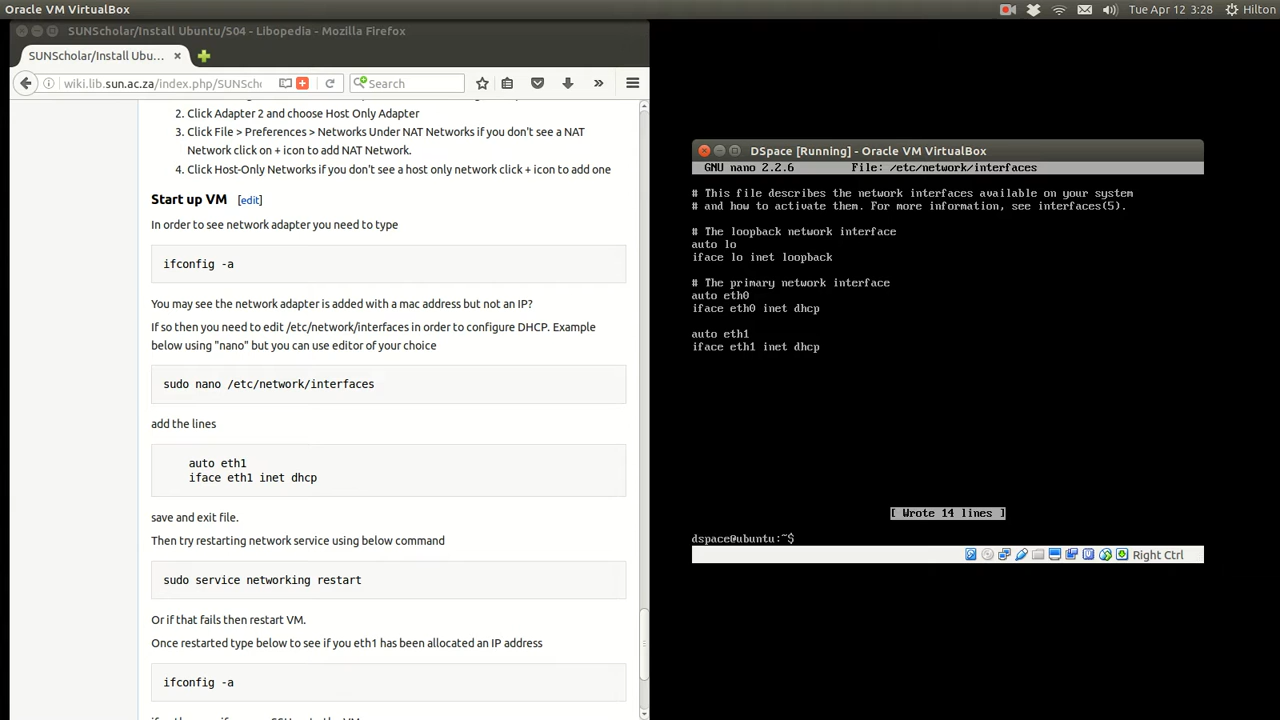 Oracle VM VirtualBox
Tue Apr 12 3:28 Hilton
SUNScholar/Install Ubuntu/S04 - Libopedia - Mozilla Firefox
SUNScholar/Install Ubu...
wiki.lib.sun.ac.za/index.php/SUNSch
Search
2. Click Adapter 2 and choose Host Only Adapter
3. Click File > Preferences > Networks Under NAT Networks if you don't see a NAT
Network click on + icon to add NAT Network.
4. Click Host-Only Networks if you don't see a host only network click + icon to add one
Start up VM [edit]
In order to see network adapter you need to type
ifconfig -a
You may see the network adapter is added with a mac address but not an IP?
If so then you need to edit /etc/network/interfaces in order to configure DHCP. Example
below using "nano" but you can use editor of your choice
sudo nano /etc/network/interfaces
add the lines
auto eth1
iface eth1 inet dhcp
save and exit file.
Then try restarting network service using below command
sudo service networking restart
Or if that fails then restart VM.
Once restarted type below to see if you eth1 has been allocated an IP address
ifconfig -a
DSpace [Running] - Oracle VM VirtualBox
GNU nano 2.2.6 File: /etc/network/interfaces
# This file describes the network interfaces available on your system
# and how to activate them. For more information, see interfaces(5).
# The loopback network interface
auto lo
iface lo inet loopback
# The primary network interface
auto eth0
iface eth0 inet dhcp
auto eth1
iface eth1 inet dhcp
[ Wrote 14 lines ]
dspace@ubuntu:~$
Right Ctrl